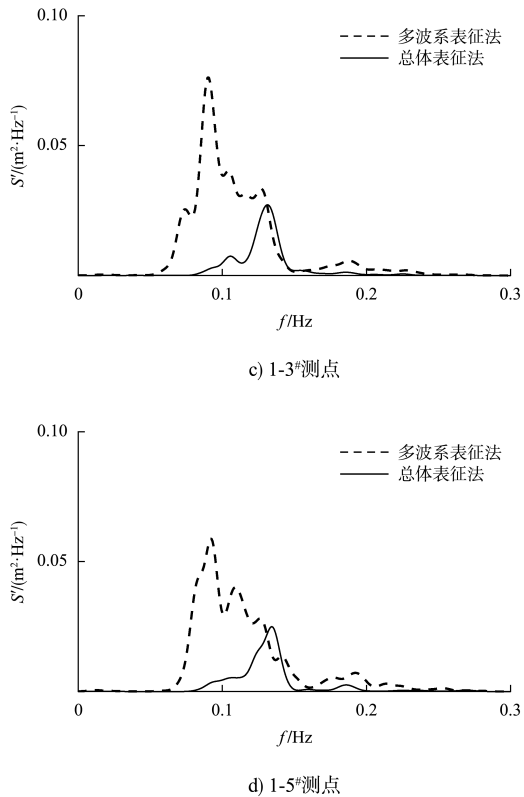 0.10
多波系表征法
总体表征法
0.05
S′/(m²·Hz⁻¹)
0
0.1
0.2
0.3
f/Hz
c) 1-3#测点
0.10
多波系表征法
总体表征法
0.05
S′/(m²·Hz⁻¹)
0
0.1
0.2
0.3
f/Hz
d) 1-5#测点